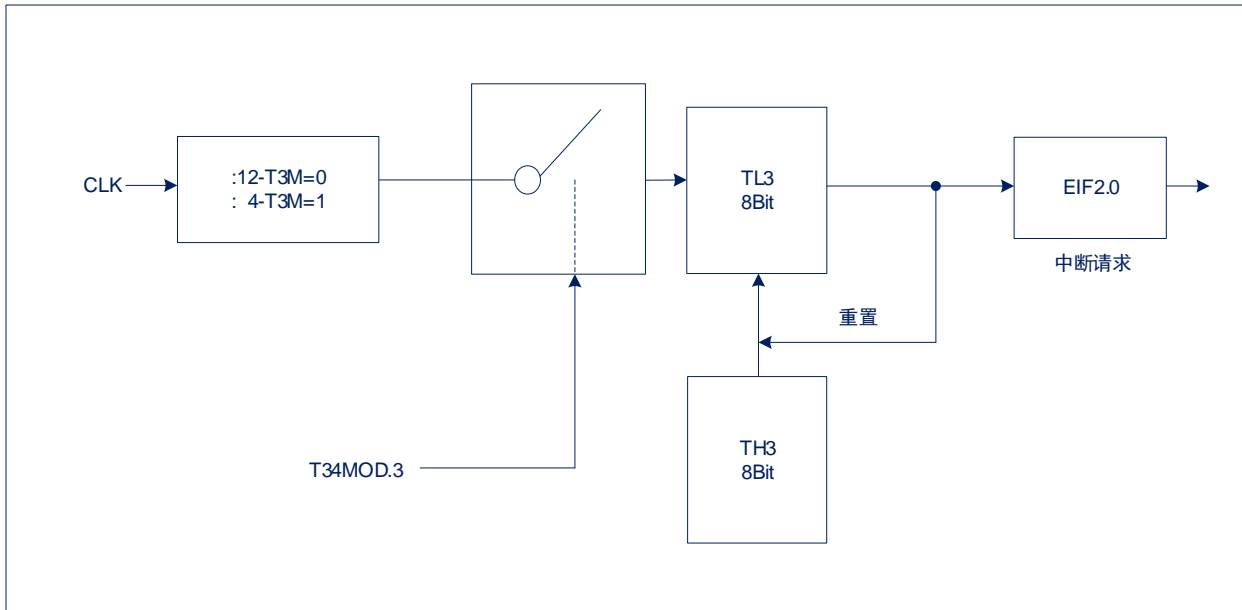 CLK
:12-T3M=0
: 4-T3M=1
TL3
8Bit
EIF2.0
中断请求
重置
TH3
8Bit
T34MOD.3